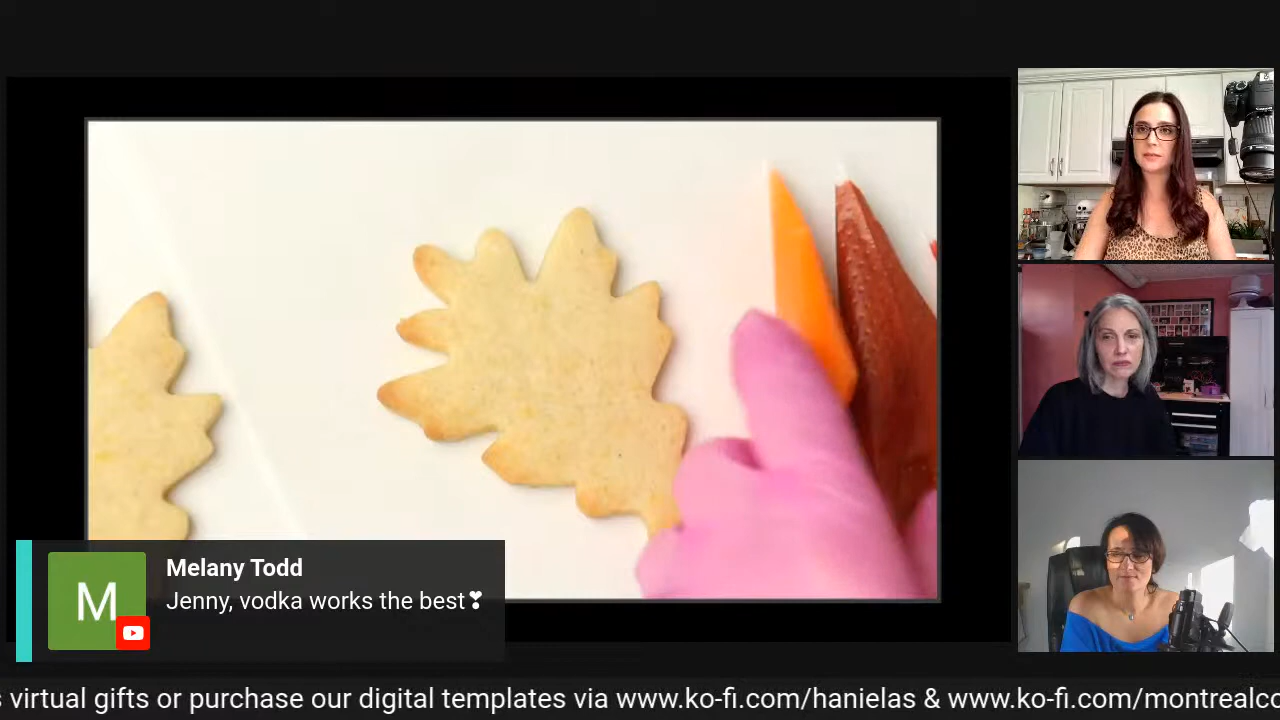 M
Melany Todd
Jenny, vodka works the best❣
s virtual gifts or purchase our digital templates via www.ko-fi.com/hanielas & www.ko-fi.com/montrealco